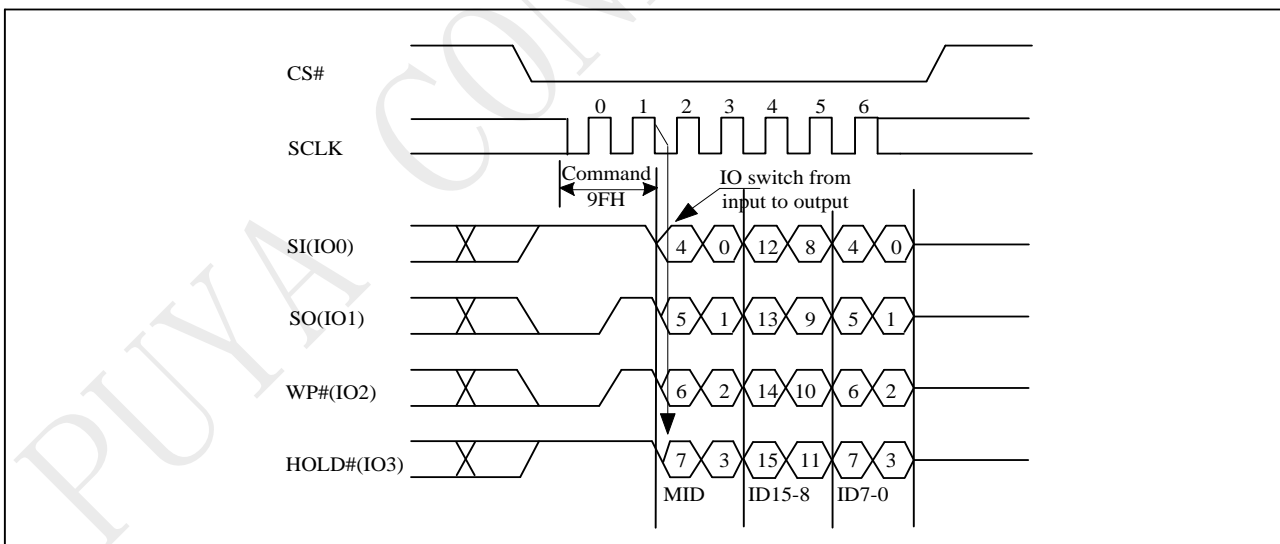 CS#
0 1 2 3 4 5 6
SCLK
Command
9FH
IO switch from
input to output
SI(IO0)
4 0 12 8 4 0
SO(IO1)
5 1 13 9 5 1
WP#(IO2)
6 2 14 10 6 2
HOLD#(IO3)
7 3 15 11 7 3
MID ID15-8 ID7-0
PUYA CON